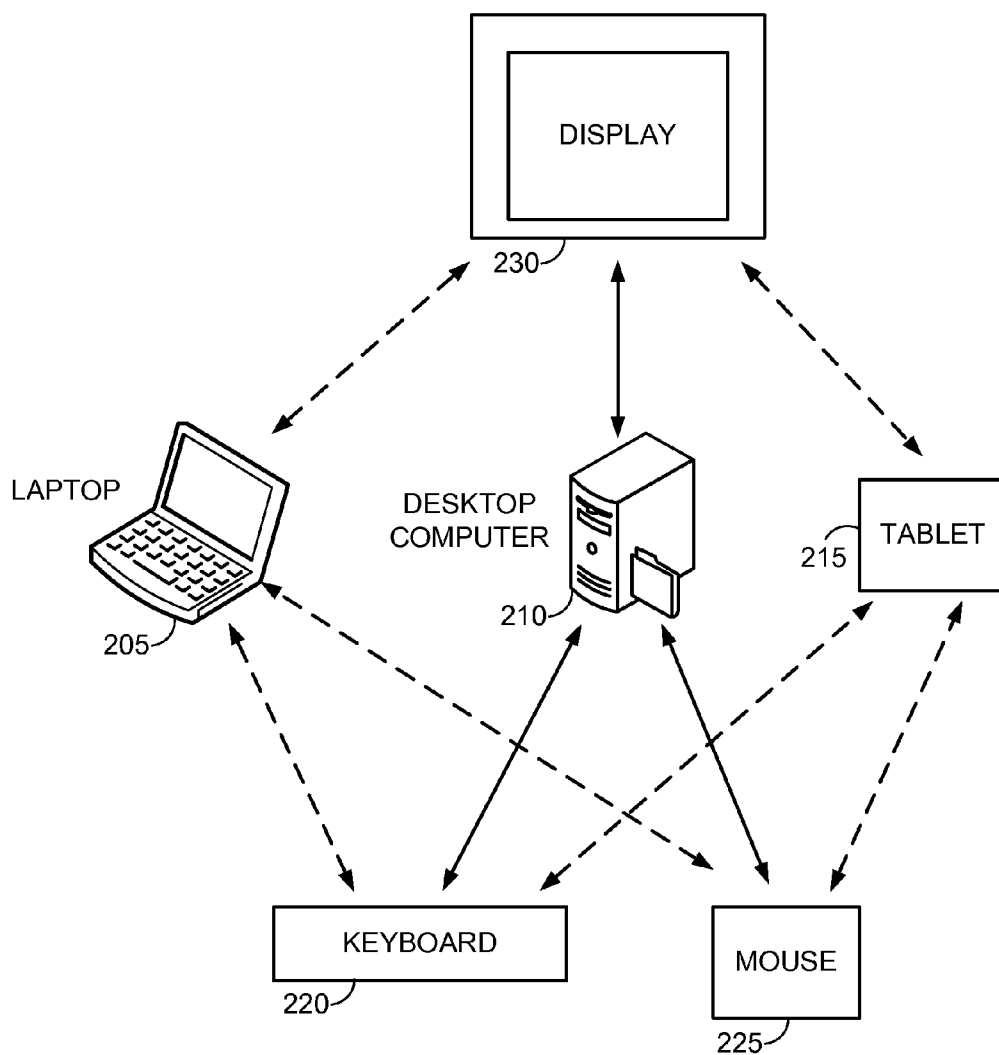 DISPLAY
230
LAPTOP
205
DESKTOP
COMPUTER
210
TABLET
215
KEYBOARD
220
MOUSE
225